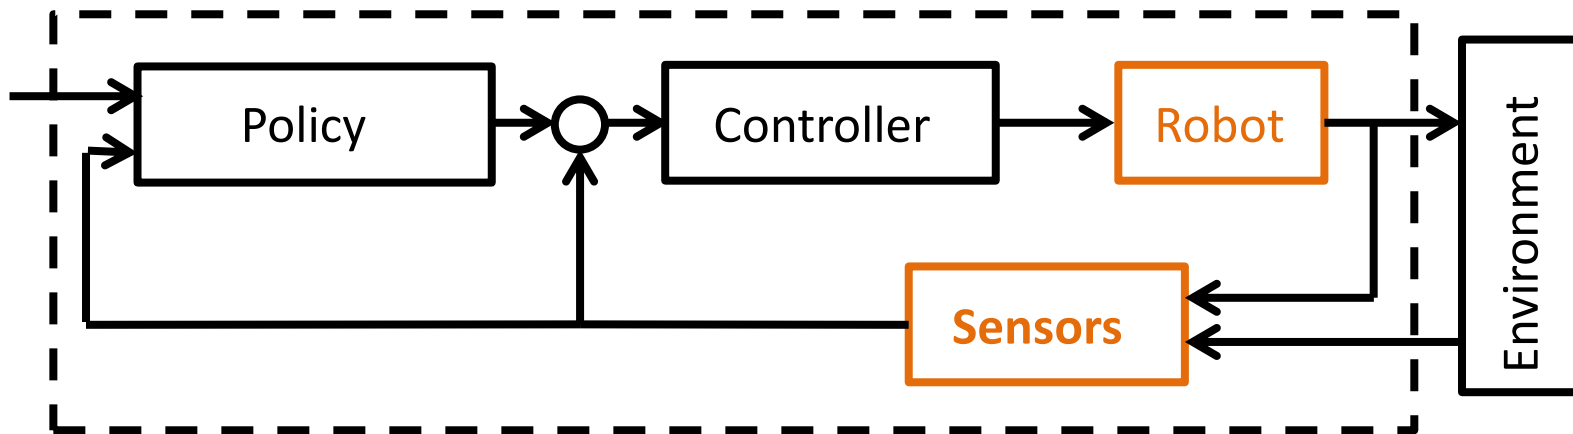 Policy
Controller
Robot
Sensors
Environment